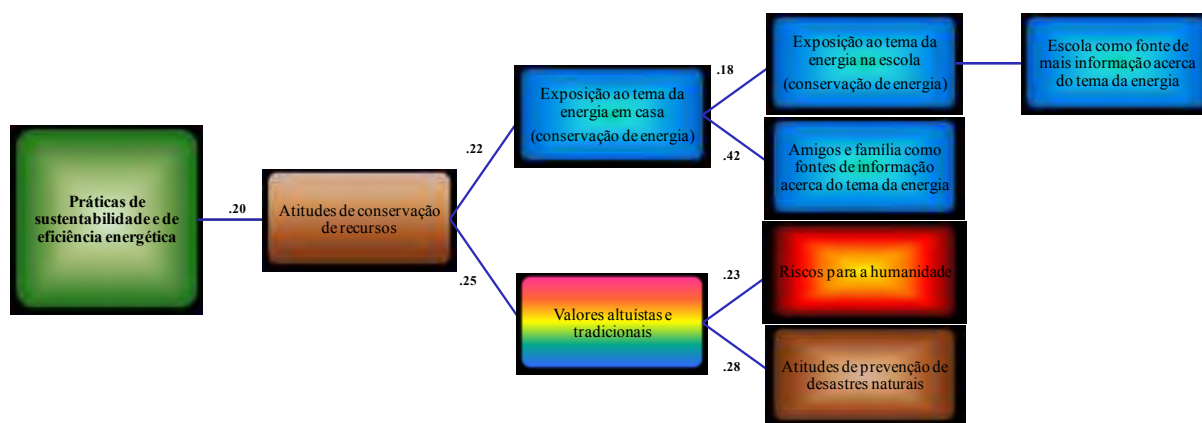 Práticas de
sustentabilidade e de
eficiência energética
.20
Atitudes de conservação
de recursos
.22
.25
Exposição ao tema da
energia em casa
(conservação de energia)
Valores altuístas e
tradicionais
.18
.42
.23
.28
Exposição ao tema da
energia na escola
(conservação de energia)
Amigos e família como
fontes de informação
acerca do tema da energia
Riscos para a humanidade
Atitudes de prevenção de
desastres naturais
Escola como fonte de
mais informação acerca
do tema da energia